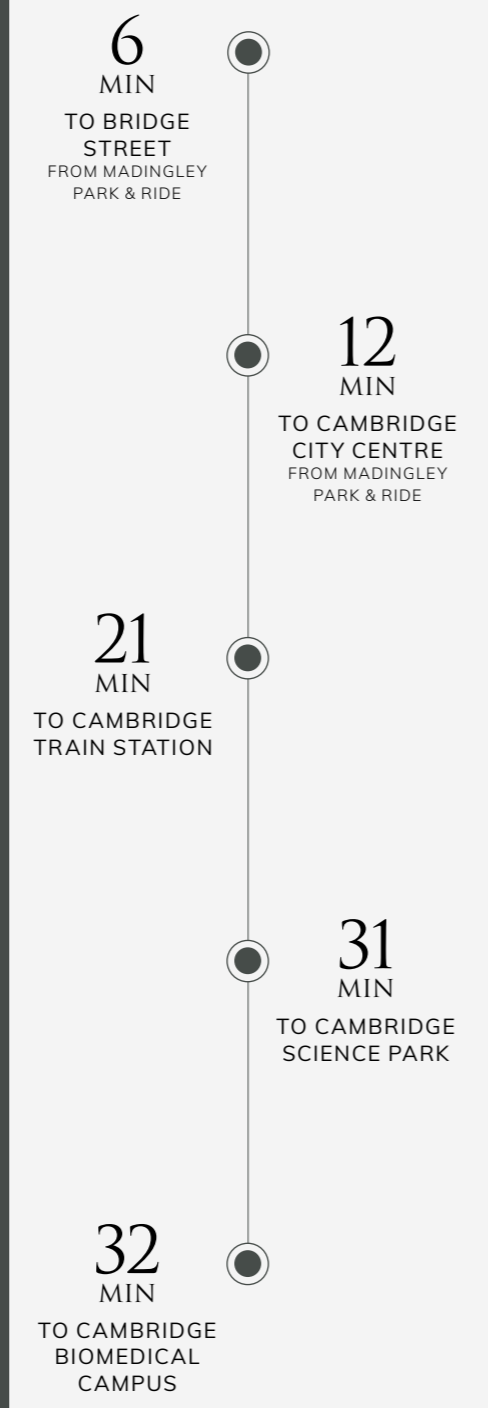 6
MIN
TO BRIDGE
STREET
FROM MADINGLEY
PARK & RIDE
12
MIN
TO CAMBRIDGE
CITY CENTRE
FROM MADINGLEY
PARK & RIDE
21
MIN
TO CAMBRIDGE
TRAIN STATION
31
MIN
TO CAMBRIDGE
SCIENCE PARK
32
MIN
TO CAMBRIDGE
BIOMEDICAL
CAMPUS